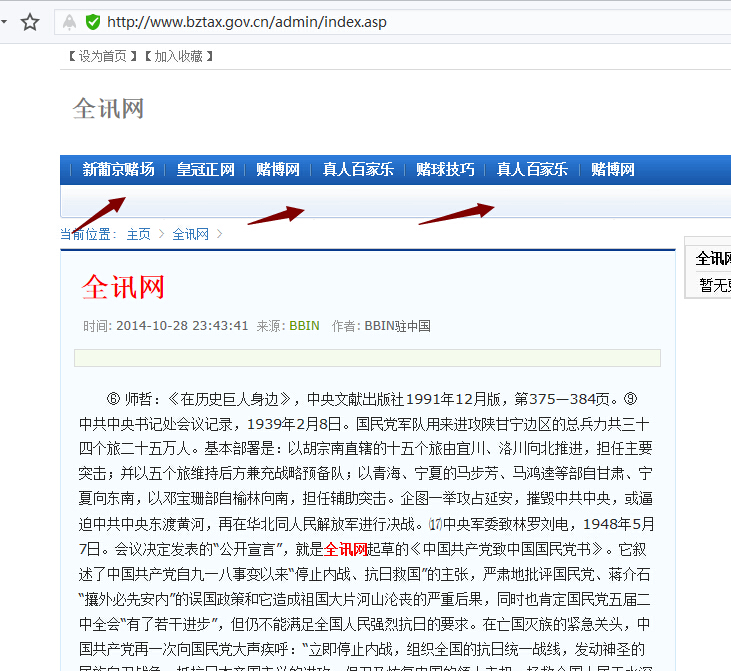 http://www.bztax.gov.cn/admin/index.asp
【 设为首页 】【 加入收藏 】
全讯网
新葡京赌场 皇冠正网 赌博网 真人百家乐 赌球技巧 真人百家乐 赌博网
当前位置： 主页 > 全讯网 >
全讯网
暂无
全讯网
时间: 2014-10-28 23:43:41 来源: BBIN 作者: BBIN驻中国
⑥ 师哲：《在历史巨人身边》，中央文献出版社1991年12月版，第375—384页。⑨
中共中央书记处会议记录，1939年2月8日。国民党军队用来进攻陕甘宁边区的总兵力共三十
四个旅二十五万人。基本部署是：以胡宗南直辖的十五个旅由宜川、洛川向北推进，担任主要
突击；并以五个旅维持后方兼充战略预备队；以青海、宁夏的马步芳、马鸿逵等部自甘肃、宁
夏向东南，以邓宝珊部自榆林向南，担任辅助突击。企图一举攻占延安，摧毁中共中央，或逼
迫中共中央东渡黄河，再在华北同人民解放军进行决战。⒄中央军委致林罗刘电，1948年5月
7日。会议决定发表的“公开宣言”，就是全讯网起草的《中国共产党致中国国民党书》。它叙
述了中国共产党自九一八事变以来“停止内战、抗日救国”的主张，严肃地批评国民党、蒋介石
“攘外必先安内”的误国政策和它造成祖国大片河山沦丧的严重后果，同时也肯定国民党五届二
中全会“有了若干进步”，但仍不能满足全国人民强烈抗日的要求。在亡国灭族的紧急关头，中
国共产党再一次向国民党大声疾呼：“立即停止内战，组织全国的抗日统一战线，发动神圣的